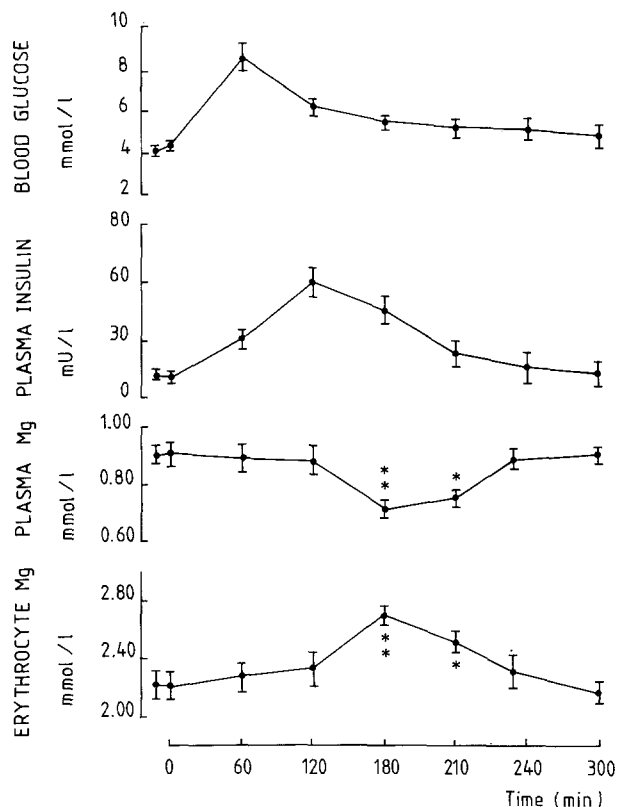 BLOOD GLUCOSE
mmol/l
10
8
6
4
2
PLASMA INSULIN
mU/l
80
60
30
0
PLASMA Mg
mmol/l
1.00
0.80
0.60
* *
*
ERYTHROCYTE Mg
mmol/l
2.80
2.40
2.00
* *
*
0 60 120 180 210 240 300
Time (min)